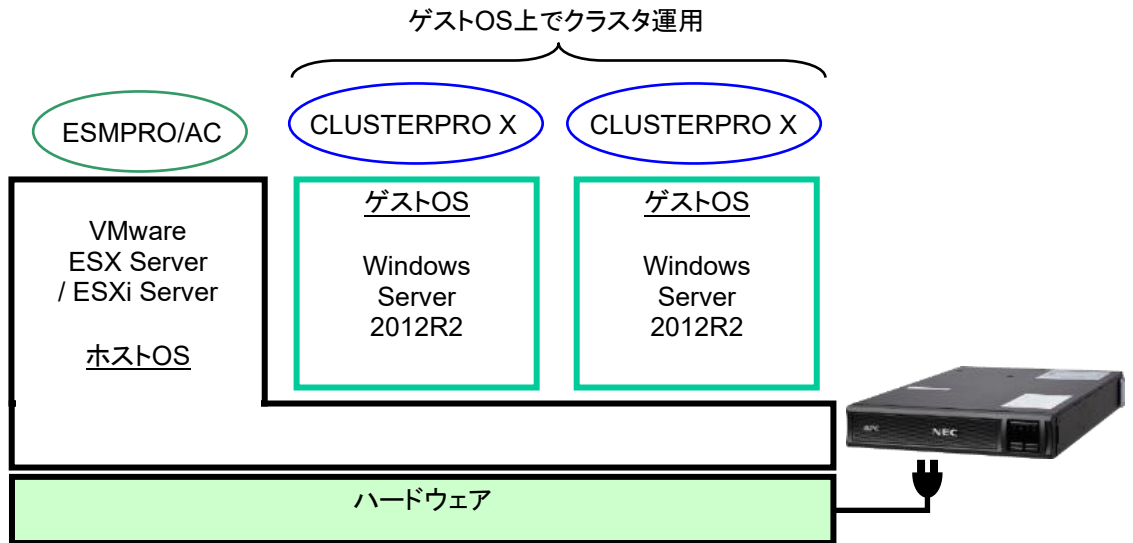 ゲストOS上でクラスタ運用
ESMPRO/AC
CLUSTERPRO X
CLUSTERPRO X
VMware
ESX Server
/ ESXi Server
ホストOS
ゲストOS
Windows
Server
2012R2
ゲストOS
Windows
Server
2012R2
APC
NEC
ハードウェア